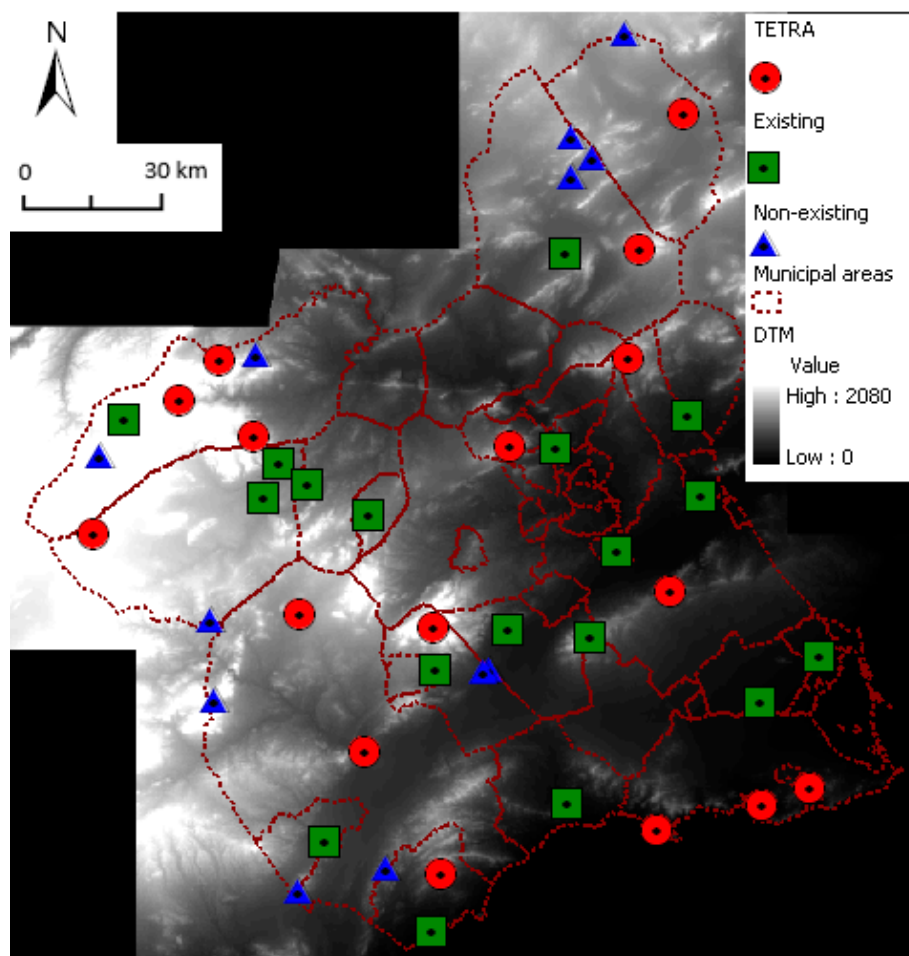 N
0 30 km
TETRA
Existing
Non-existing
Municipal areas
DTM
Value
High : 2080
Low : 0